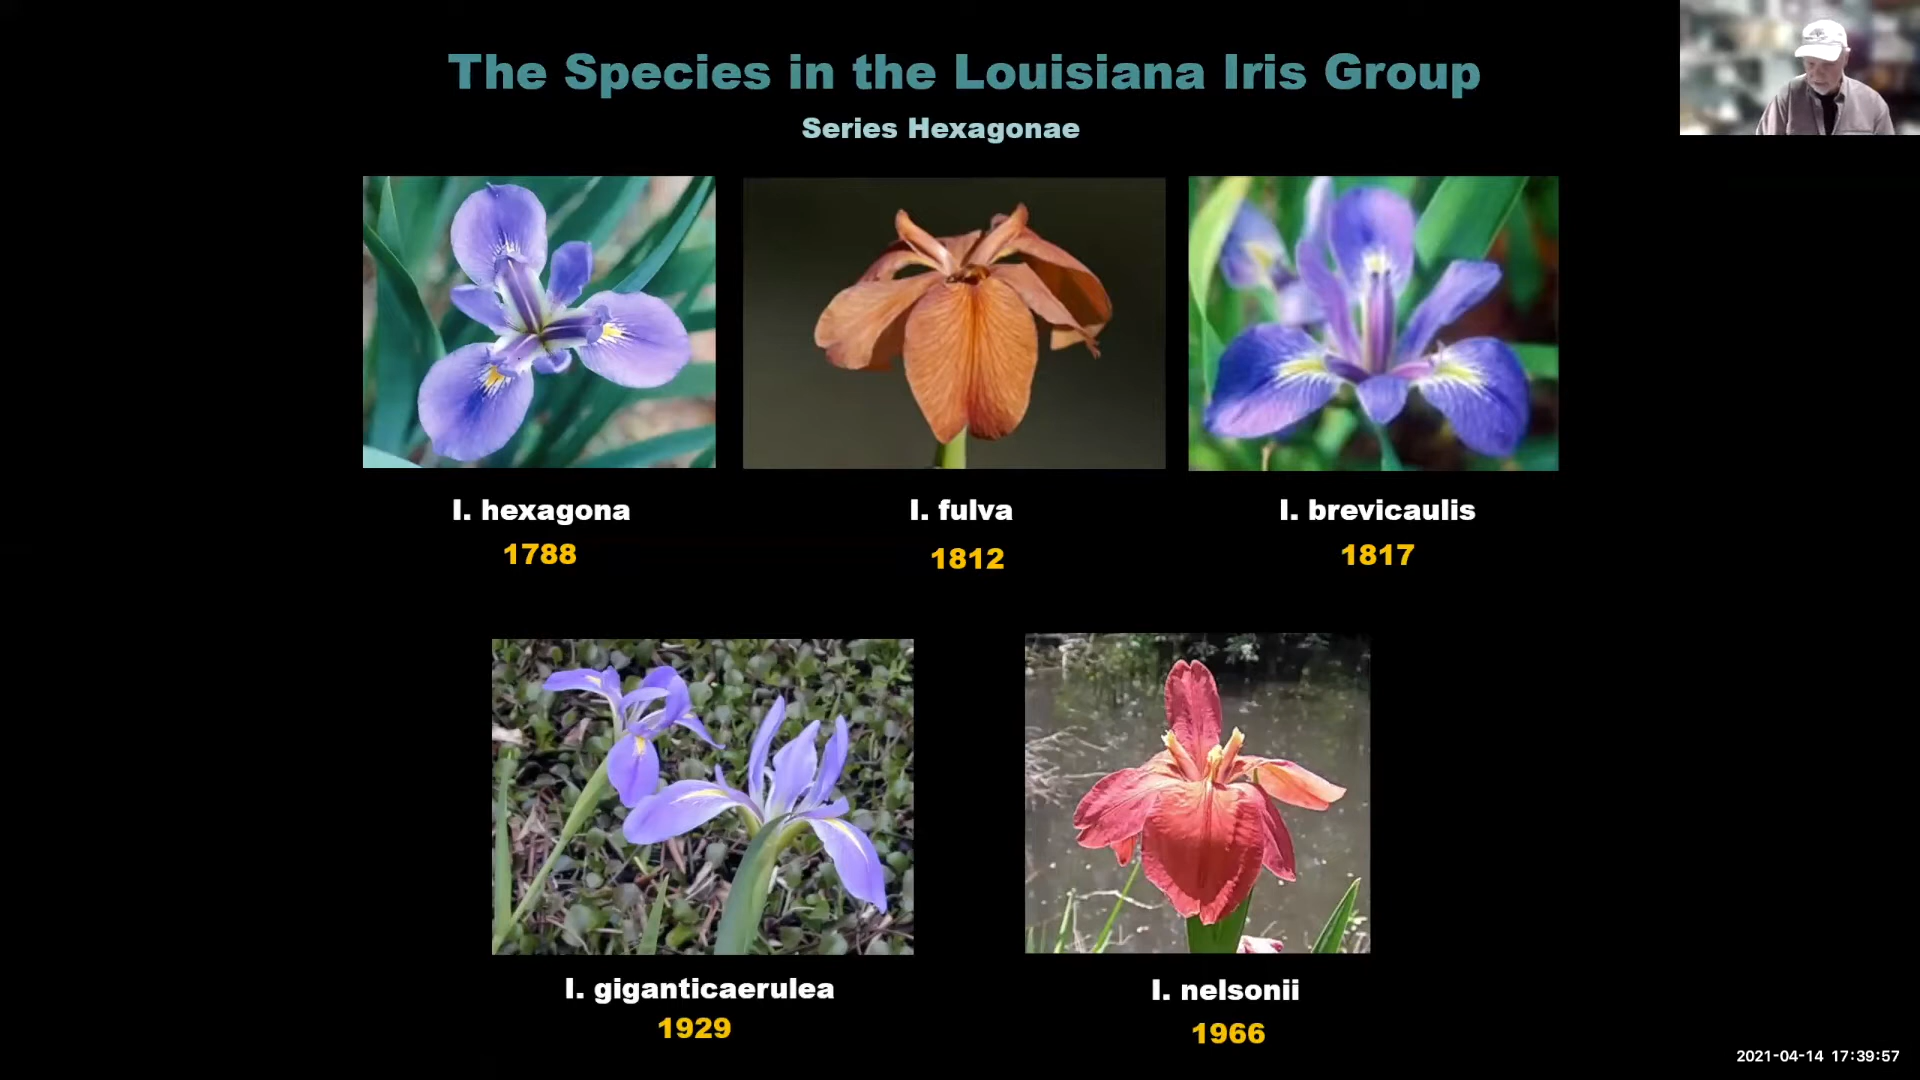 The Species in the Louisiana Iris Group
Series Hexagonae
I. hexagona
1788
I. fulva
1812
I. brevicaulis
1817
I. giganticaerulea
1929
I. nelsonii
1966
2021-04-14 17:39:57